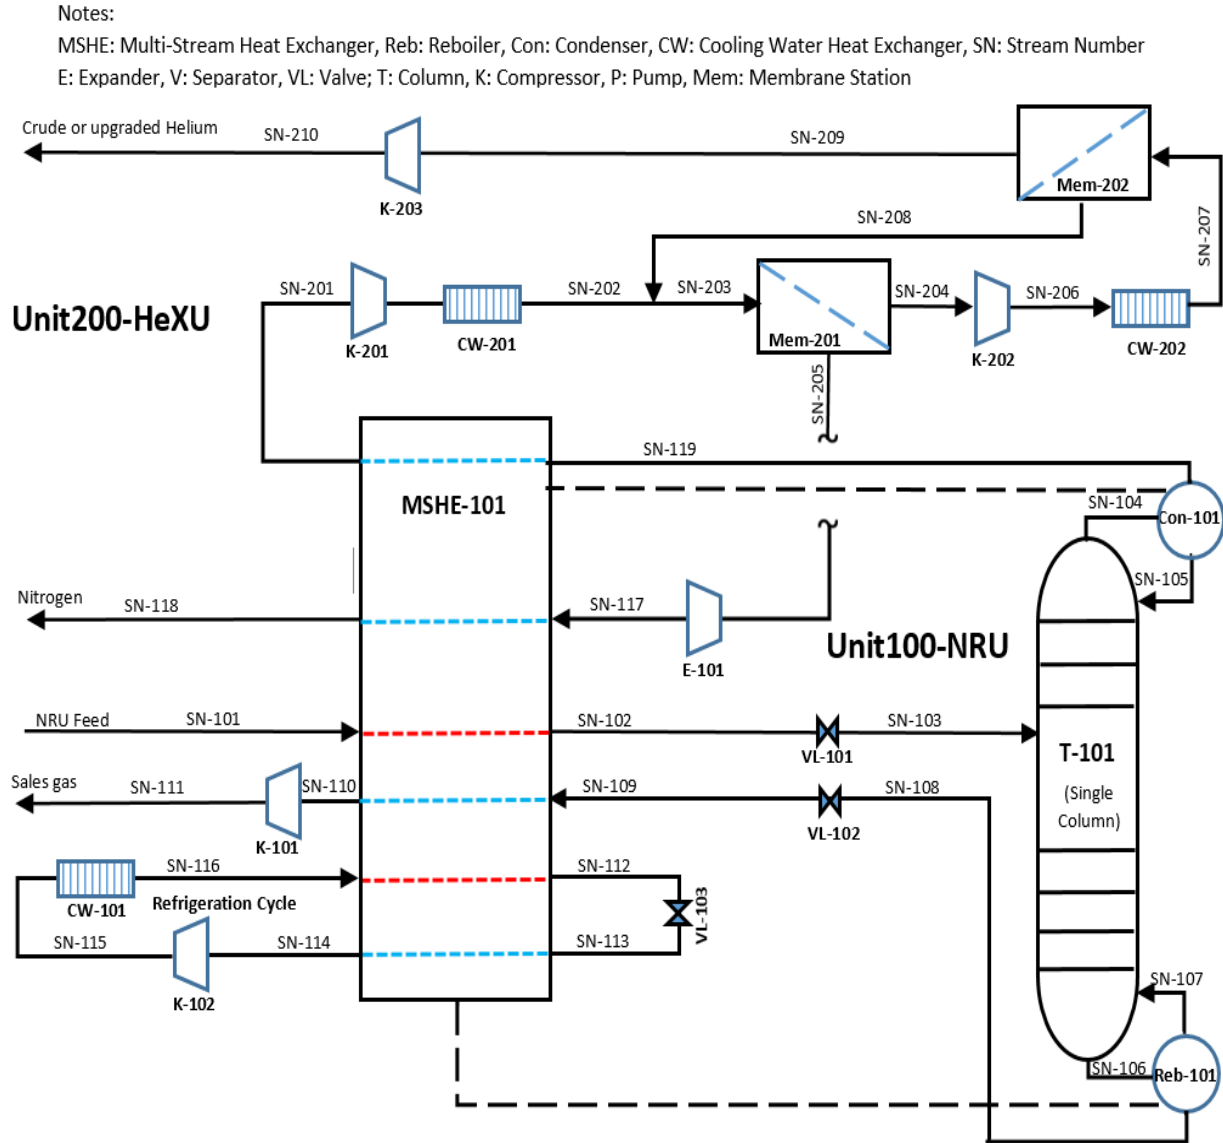 Notes:
MSHE: Multi-Stream Heat Exchanger, Reb: Reboiler, Con: Condenser, CW: Cooling Water Heat Exchanger, SN: Stream Number
E: Expander, V: Separator, VL: Valve; T: Column, K: Compressor, P: Pump, Mem: Membrane Station
Crude or upgraded Helium
SN-210
SN-209
Mem-202
K-203
SN-208
SN-207
SN-201
SN-202
SN-203
SN-204
SN-206
Unit200-HeXU
K-201
CW-201
Mem-201
K-202
CW-202
SN-205
SN-119
MSHE-101
SN-104
Con-101
SN-105
Nitrogen
SN-118
SN-117
E-101
Unit100-NRU
NRU Feed
SN-101
SN-102
SN-103
VL-101
T-101
(Single
Column)
Sales gas
SN-111
SN-110
SN-109
SN-108
K-101
VL-102
SN-116
SN-112
CW-101
Refrigeration Cycle
VL-103
SN-115
SN-114
SN-113
K-102
SN-107
SN-106
Reb-101